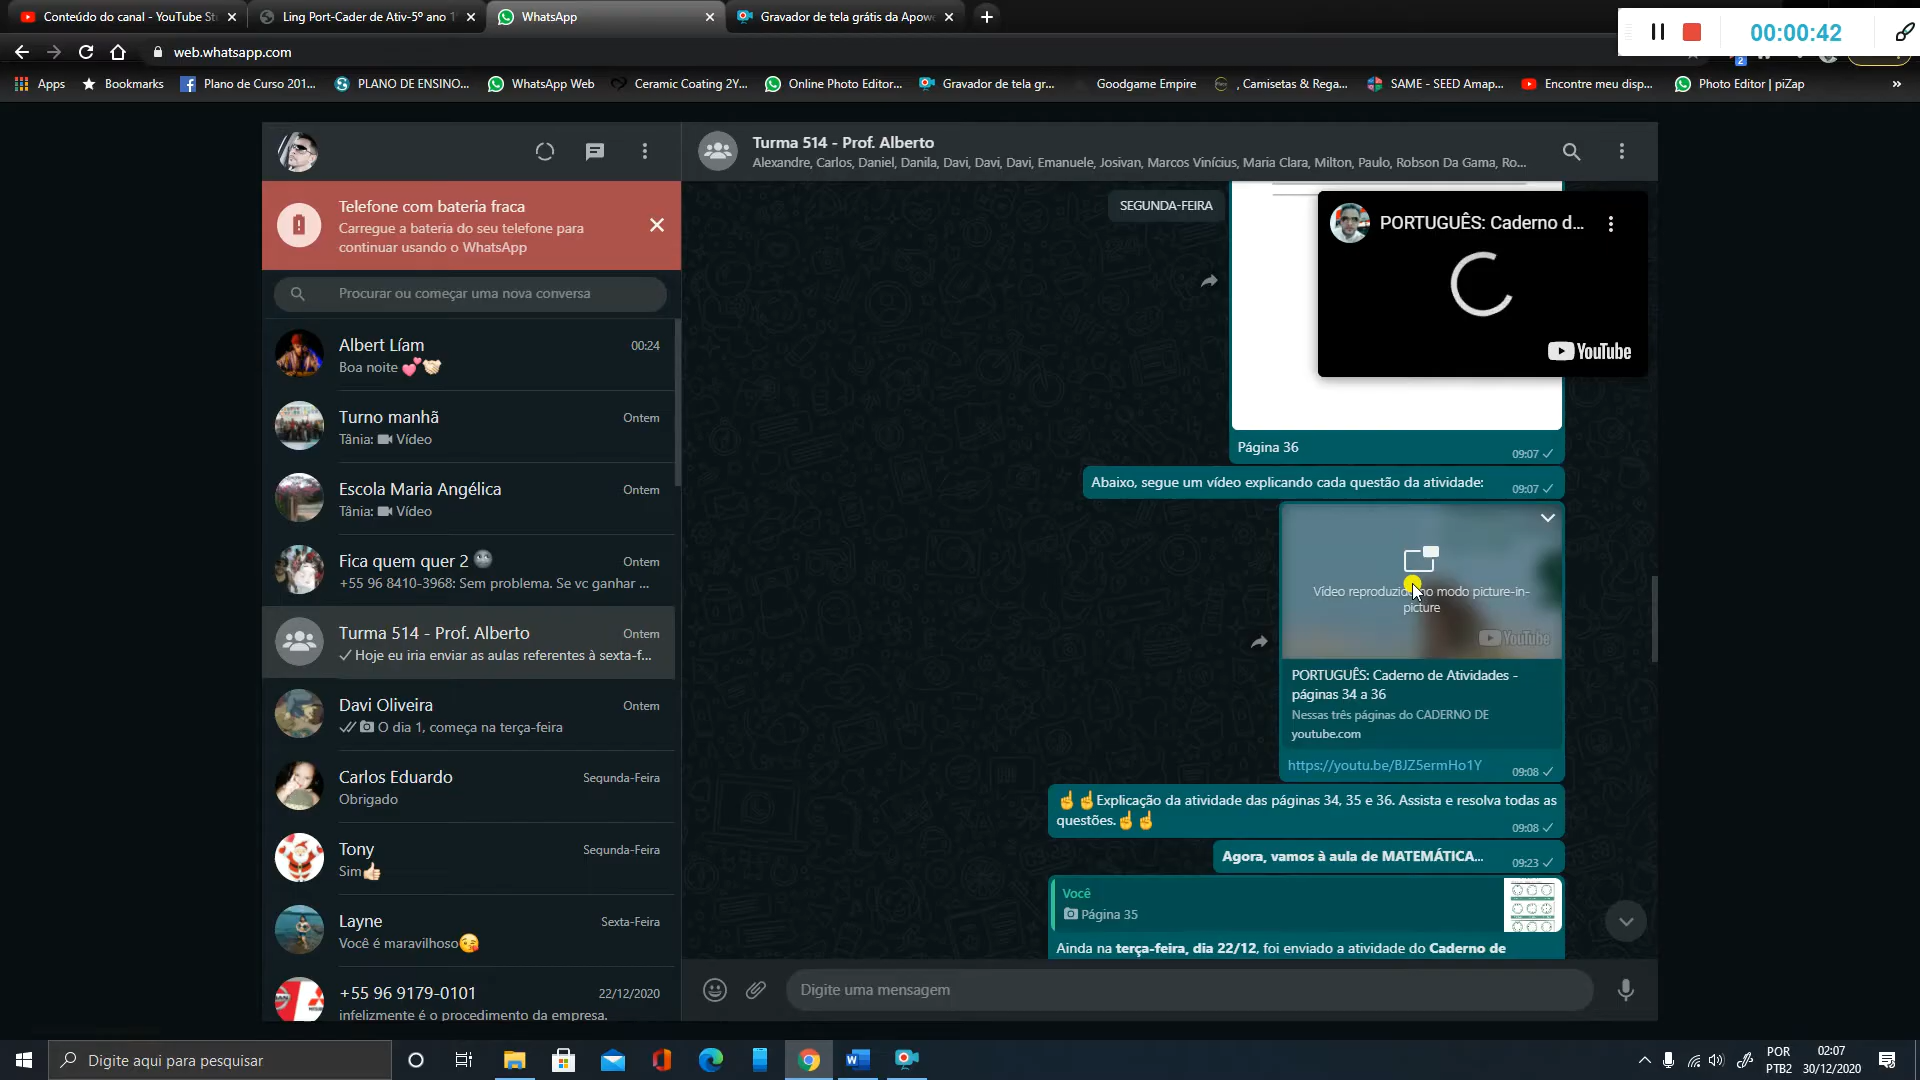 Conteúdo do canal - YouTube St
Ling Port-Cader de Ativ-5º ano 1
WhatsApp
Gravador de tela grátis da Apowe
00:00:42
web.whatsapp.com
2
Apps
Bookmarks
Plano de Curso 201...
PLANO DE ENSINO...
WhatsApp Web
Ceramic Coating 2Y...
Online Photo Editor...
Gravador de tela gr...
Goodgame Empire
, Camisetas & Rega...
SAME - SEED Amap...
Encontre meu disp...
Photo Editor | piZap
»
Turma 514 - Prof. Alberto
Alexandre, Carlos, Daniel, Danila, Davi, Davi, Davi, Emanuele, Josivan, Marcos Vinícius, Maria Clara, Milton, Paulo, Robson Da Gama, Ro...
Telefone com bateria fraca
Carregue a bateria do seu telefone para
continuar usando o WhatsApp
Procurar ou começar uma nova conversa
Albert Líam
00:24
Boa noite 💕🤝🏻
Turno manhã
Ontem
Tânia: Vídeo
Escola Maria Angélica
Ontem
Tânia: Vídeo
Fica quem quer 2 🌚
Ontem
+55 96 8410-3968: Sem problema. Se vc ganhar ...
Turma 514 - Prof. Alberto
Ontem
Hoje eu iria enviar as aulas referentes à sexta-f...
Davi Oliveira
Ontem
O dia 1, começa na terça-feira
Carlos Eduardo
Segunda-Feira
Obrigado
Tony
Segunda-Feira
Sim👍🏻
Layne
Sexta-Feira
Você é maravilhoso😘
+55 96 9179-0101
22/12/2020
infelizmente é o procedimento da empresa.
SEGUNDA-FEIRA
PORTUGUÊS: Caderno d...
YouTube
Página 36
09:07
Abaixo, segue um vídeo explicando cada questão da atividade:
09:07
Vídeo reproduzido no modo picture-in-
picture
YouTube
PORTUGUÊS: Caderno de Atividades -
páginas 34 a 36
Nessas três páginas do CADERNO DE
youtube.com
https://youtu.be/BJZ5ermHo1Y
09:08
☝☝Explicação da atividade das páginas 34, 35 e 36. Assista e resolva todas as
questões.☝☝
09:08
Agora, vamos à aula de MATEMÁTICA...
09:23
Você
Página 35
Ainda na terça-feira, dia 22/12, foi enviado a atividade do Caderno de
Digite uma mensagem
Digite aqui para pesquisar
POR
PTB2
02:07
30/12/2020